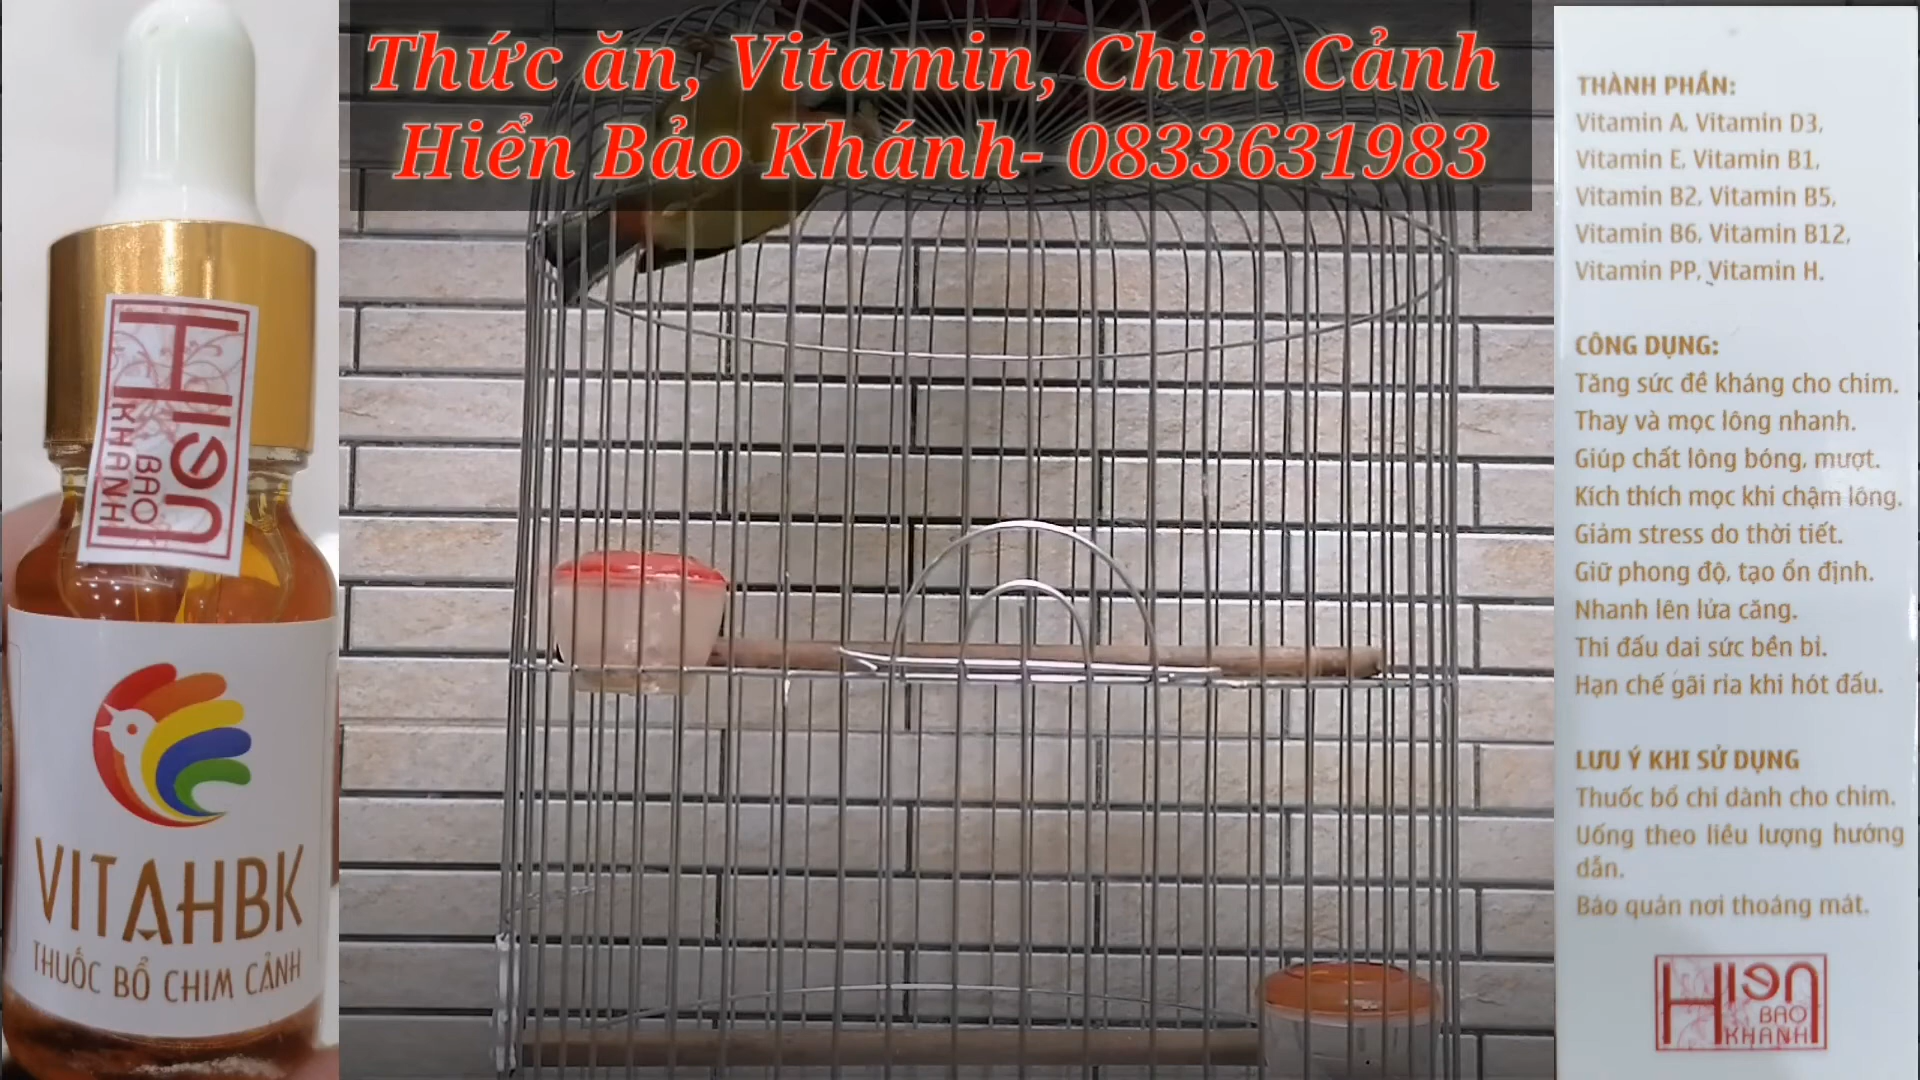 Thức ăn, Vitamin, Chim Cảnh
Hiển Bảo Khánh- 0833631983
HIEN
BAO
KHANH
VITAHBK
THUỐC BỔ CHIM CẢNH
THÀNH PHẦN:
Vitamin A, Vitamin D3,
Vitamin E, Vitamin B1,
Vitamin B2, Vitamin B5,
Vitamin B6, Vitamin B12,
Vitamin PP, Vitamin H.
CÔNG DỤNG:
Tăng sức đề kháng cho chim.
Thay và mọc lông nhanh.
Giúp chất lông bóng, mượt.
Kích thích mọc khi chậm lông.
Giảm stress do thời tiết.
Giữ phong độ, tạo ổn định.
Nhanh lên lửa căng.
Thi đấu dai sức bền bỉ.
Hạn chế gãi rỉa khi hót đấu.
LƯU Ý KHI SỬ DỤNG
Thuốc bổ chỉ dành cho chim.
Uống theo liều lượng hướng
dẫn.
Bảo quản nơi thoáng mát.
HIEN
BAO
KHANH